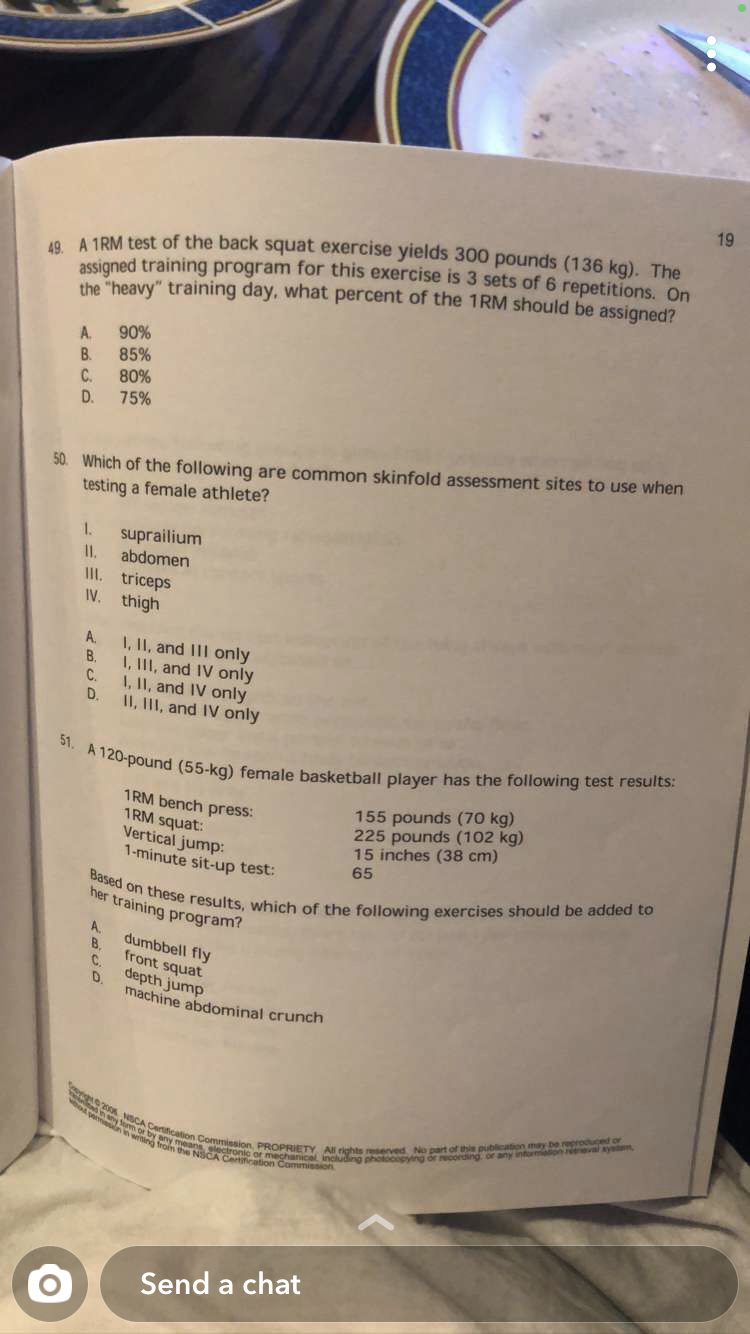 19
49. A 1RM test of the back squat exercise yields 300 pounds (136 kg). The
assigned training program for this exercise is 3 sets of 6 repetitions. On
the "heavy" training day, what percent of the 1RM should be assigned?
A. 90%
B. 85%
C. 80%
D. 75%
50. Which of the following are common skinfold assessment sites to use when
testing a female athlete?
I. suprailium
II. abdomen
III. triceps
IV. thigh
A. I, II, and III only
B. I, III, and IV only
C. I, II, and IV only
D. II, III, and IV only
51. A 120-pound (55-kg) female basketball player has the following test results:
1RM bench press: 155 pounds (70 kg)
1RM squat: 225 pounds (102 kg)
Vertical jump: 15 inches (38 cm)
1-minute sit-up test: 65
Based on these results, which of the following exercises should be added to
her training program?
A. dumbbell fly
B. front squat
C. depth jump
D. machine abdominal crunch
Copyright © 2006 NSCA Certification Commission. PROPRIETY. All rights reserved. No part of this publication may be reproduced or
transmitted in any form or by any means, electronic or mechanical, including photocopying or recording, or any information retrieval system,
without permission in writing from the NSCA Certification Commission.
Send a chat